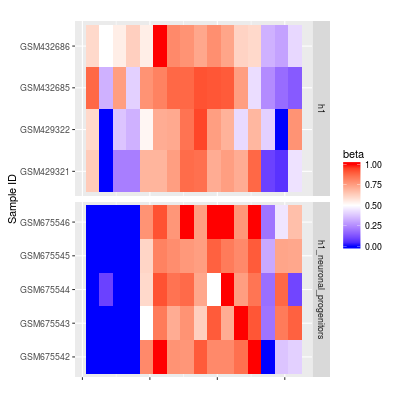 GSM432686
GSM432685
GSM429322
GSM429321
h1
GSM675546
GSM675545
GSM675544
GSM675543
GSM675542
h1_neuronal_progenitors
Sample ID
beta
1.00
0.75
0.50
0.25
0.00